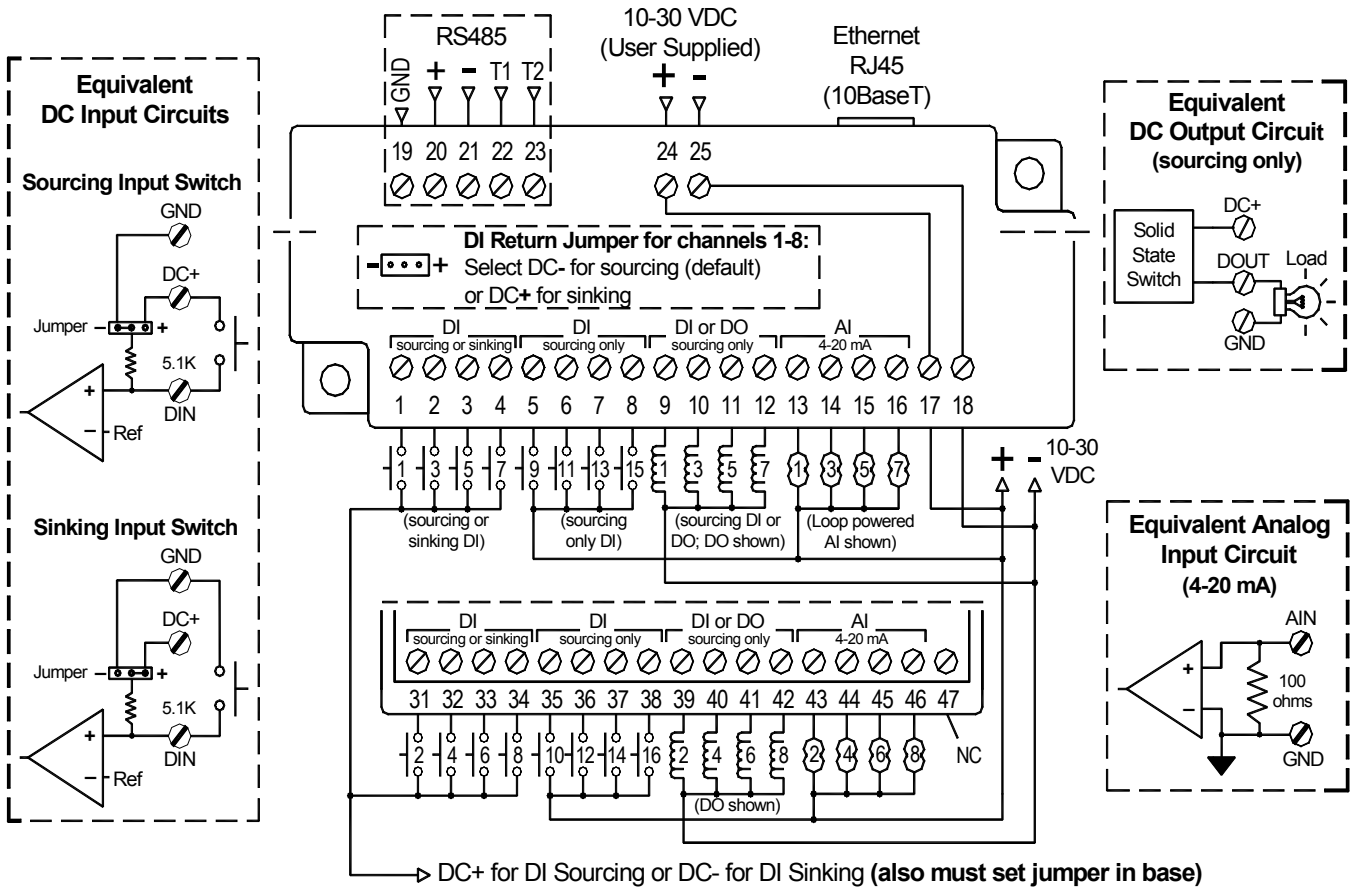 RS485
GND + – T1 T2
19 20 21 22 23
10-30 VDC
(User Supplied)
+ -
24 25
Ethernet
RJ45
(10BaseT)
Equivalent
DC Input Circuits
Sourcing Input Switch
GND
DC+
Jumper – +
5.1K
+
DIN
– Ref
Sinking Input Switch
GND
DC+
Jumper – +
5.1K
+
DIN
– Ref
DI Return Jumper for channels 1-8:
- + Select DC- for sourcing (default)
or DC+ for sinking
DI DI DI or DO AI
sourcing or sinking sourcing only sourcing only 4-20 mA
1 2 3 4 5 6 7 8 9 10 11 12 13 14 15 16 17 18
1 3 5 7 9 11 13 15 1 3 5 7 1 3 5 7
+ - 10-30
VDC
(sourcing or
sinking DI)
(sourcing
only DI)
(sourcing DI or
DO; DO shown)
(Loop powered
AI shown)
DI DI DI or DO AI
sourcing or sinking sourcing only sourcing only 4-20 mA
31 32 33 34 35 36 37 38 39 40 41 42 43 44 45 46 47
2 4 6 8 10 12 14 16 2 4 6 8 2 4 6 8
NC
(DO shown)
DC+ for DI Sourcing or DC- for DI Sinking (also must set jumper in base)
Equivalent
DC Output Circuit
(sourcing only)
DC+
Solid
State
Switch
DOUT
Load
GND
Equivalent Analog
Input Circuit
(4-20 mA)
AIN
+
100
ohms
–
GND